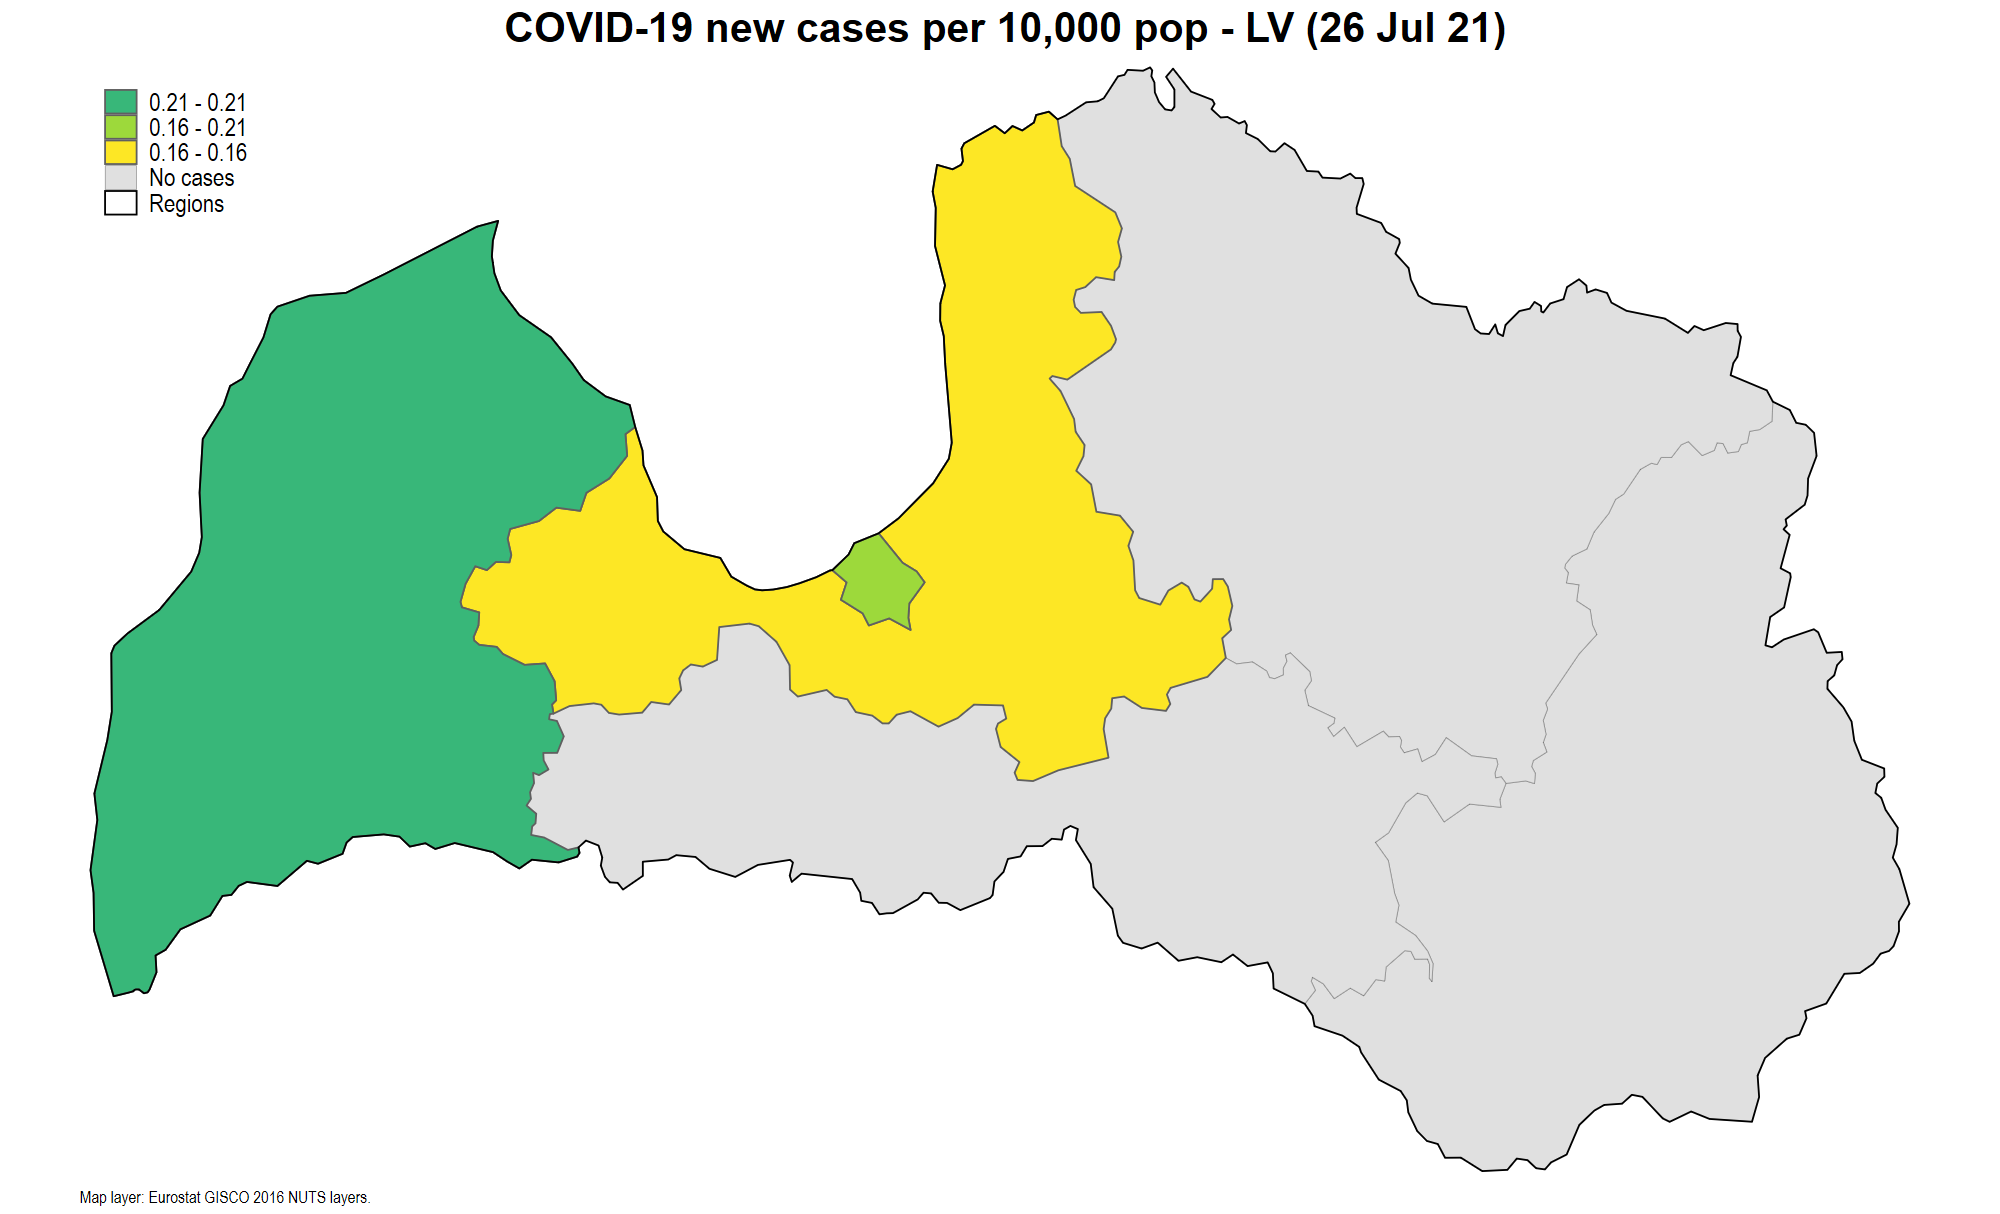 COVID-19 new cases per 10,000 pop - LV (26 Jul 21)
0.21 - 0.21
0.16 - 0.21
0.16 - 0.16
No cases
Regions
Map layer: Eurostat GISCO 2016 NUTS layers.